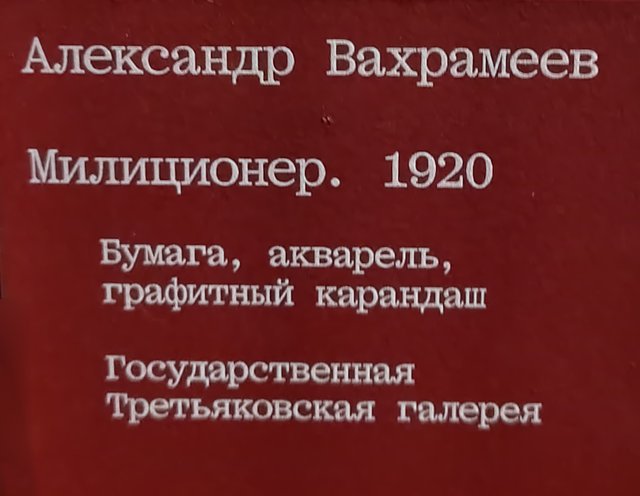 Александр Вахрамеев
Милиционер. 1920
Бумага, акварель,
графитный карандаш
Государственная
Третьяковская галерея